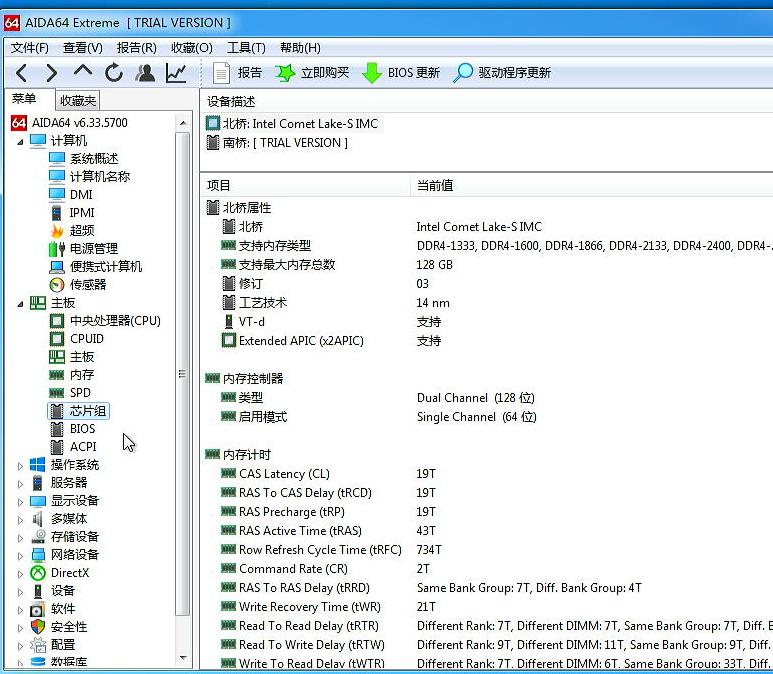 64 AIDA64 Extreme [ TRIAL VERSION ]
文件(F) 查看(V) 报告(R) 收藏(O) 工具(T) 帮助(H)
报告 立即购买 BIOS 更新 驱动程序更新
菜单 收藏夹
设备描述
64 AIDA64 v6.33.5700
北桥: Intel Comet Lake-S IMC
计算机
南桥: [ TRIAL VERSION ]
系统概述
计算机名称
项目 当前值
DMI
北桥属性
IPMI
北桥 Intel Comet Lake-S IMC
超频
支持内存类型 DDR4-1333, DDR4-1600, DDR4-1866, DDR4-2133, DDR4-2400, DDR4-.
电源管理
支持最大内存总数 128 GB
便携式计算机
修订 03
传感器
工艺技术 14 nm
主板
VT-d 支持
中央处理器(CPU)
Extended APIC (x2APIC) 支持
CPUID
主板
内存控制器
内存
类型 Dual Channel (128 位)
SPD
启用模式 Single Channel (64 位)
芯片组
BIOS
内存计时
ACPI
CAS Latency (CL) 19T
操作系统
RAS To CAS Delay (tRCD) 19T
服务器
RAS Precharge (tRP) 19T
显示设备
RAS Active Time (tRAS) 43T
多媒体
Row Refresh Cycle Time (tRFC) 734T
存储设备
Command Rate (CR) 2T
网络设备
RAS To RAS Delay (tRRD) Same Bank Group: 7T, Diff. Bank Group: 4T
DirectX
Write Recovery Time (tWR) 21T
设备
Read To Read Delay (tRTR) Different Rank: 7T, Different DIMM: 7T, Same Bank Group: 7T, Diff. E
软件
Read To Write Delay (tRTW) Different Rank: 9T, Different DIMM: 11T, Same Bank Group: 9T, Diff.
安全性
Write To Read Delay (tWTR) Different Rank: 7T, Different DIMM: 6T, Same Bank Group: 33T, Diff.
配置
数据库